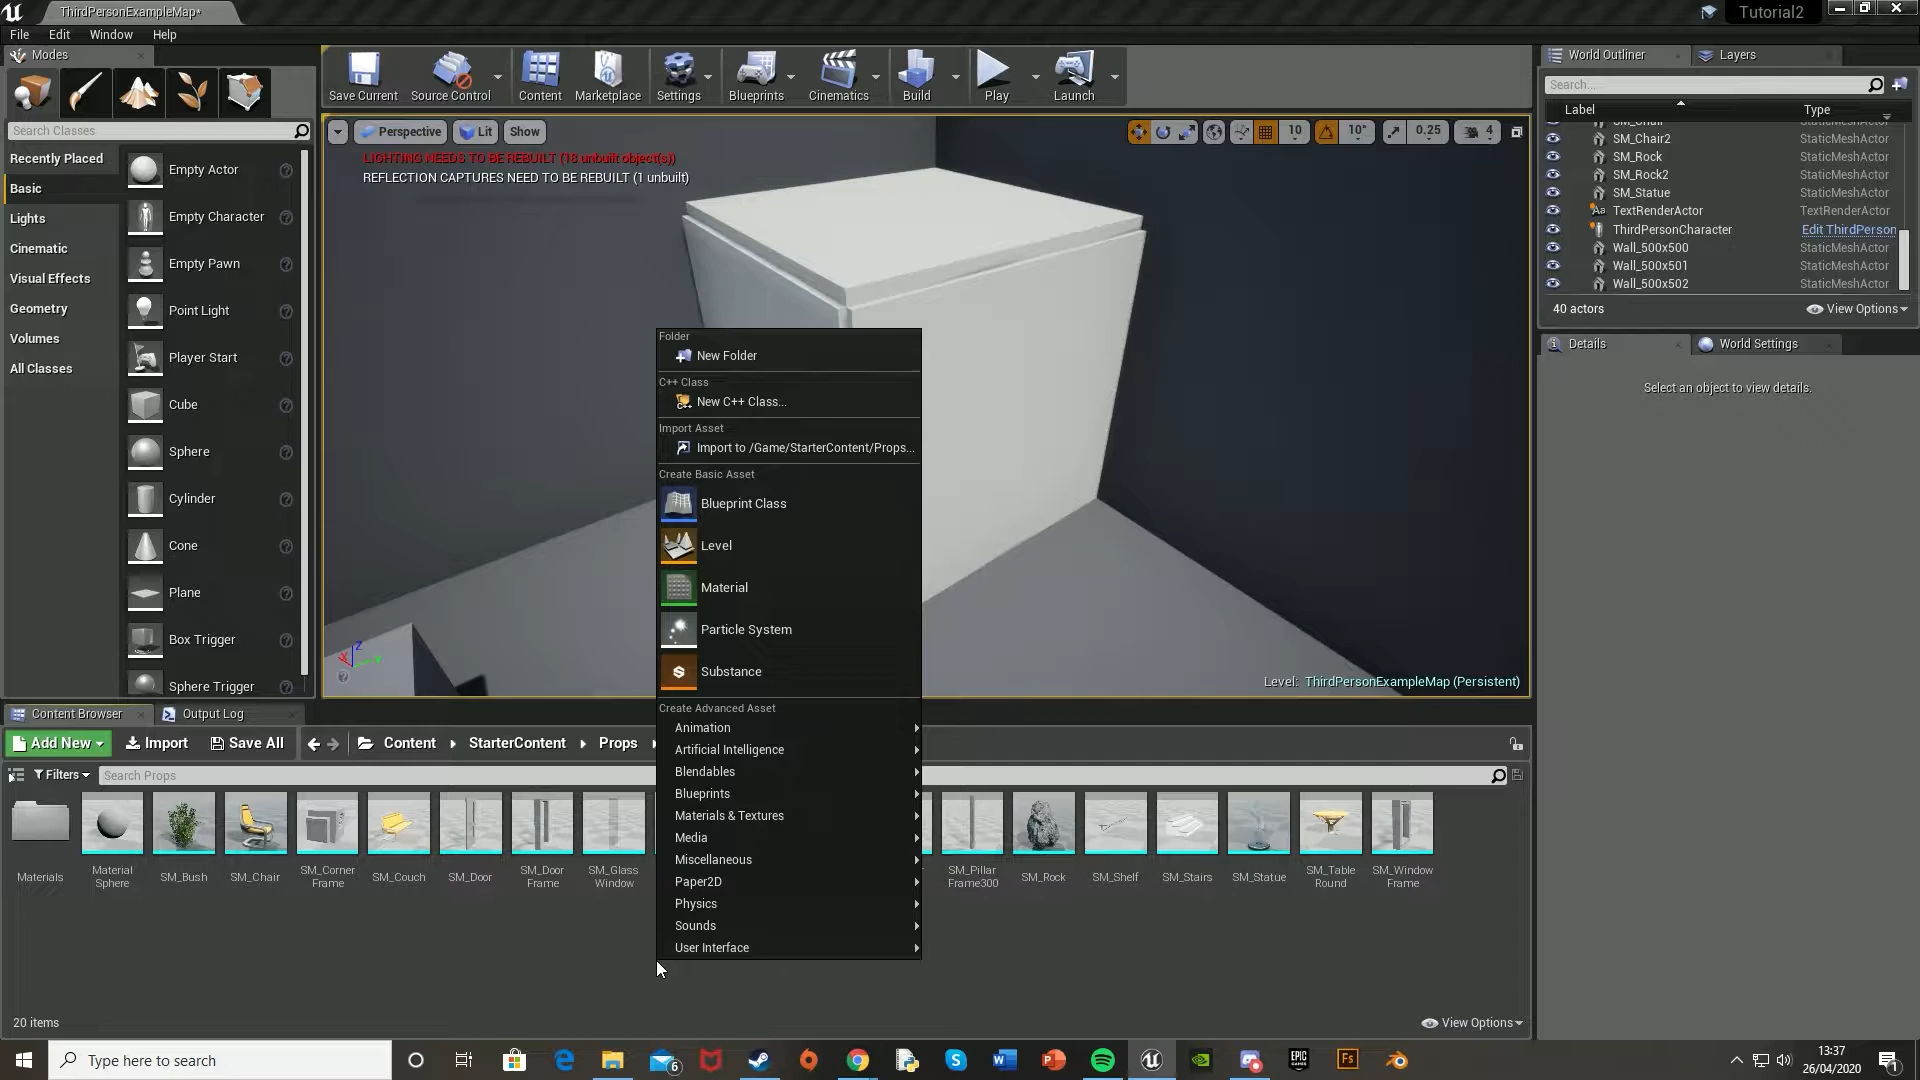 ThirdPersonExampleMap*
Tutorial2
File Edit Window Help
Modes
Save Current
Source Control
Content
Marketplace
Settings
Blueprints
Cinematics
Build
Play
Launch
Search Classes
Recently Placed
Basic
Lights
Cinematic
Visual Effects
Geometry
Volumes
All Classes
Empty Actor
Empty Character
Empty Pawn
Point Light
Player Start
Cube
Sphere
Cylinder
Cone
Plane
Box Trigger
Sphere Trigger
Perspective
Lit
Show
10
10°
0.25
4
LIGHTING NEEDS TO BE REBUILT (18 unbuilt object(s))
REFLECTION CAPTURES NEED TO BE REBUILT (1 unbuilt)
Level: ThirdPersonExampleMap (Persistent)
World Outliner
Layers
Search...
Label Type
SM_Chair
SM_Chair2 StaticMeshActor
SM_Rock StaticMeshActor
SM_Rock2 StaticMeshActor
SM_Statue StaticMeshActor
TextRenderActor TextRenderActor
ThirdPersonCharacter Edit ThirdPerson
Wall_500x500 StaticMeshActor
Wall_500x501 StaticMeshActor
Wall_500x502 StaticMeshActor
40 actors
View Options
Details
World Settings
Select an object to view details.
Folder
New Folder
C++ Class
New C++ Class...
Import Asset
Import to /Game/StarterContent/Props...
Create Basic Asset
Blueprint Class
Level
Material
Particle System
Substance
Create Advanced Asset
Animation
Artificial Intelligence
Blendables
Blueprints
Materials & Textures
Media
Miscellaneous
Paper2D
Physics
Sounds
User Interface
Content Browser
Output Log
Add New
Import
Save All
Content
StarterContent
Props
Filters
Search Props
Materials
Material
Sphere
SM_Bush
SM_Chair
SM_Corner
Frame
SM_Couch
SM_Door
SM_Door
Frame
SM_Glass
Window
SM_Pillar
Frame300
SM_Rock
SM_Shelf
SM_Stairs
SM_Statue
SM_Table
Round
SM_Window
Frame
20 items
View Options
Type here to search
6
13:37
26/04/2020
1